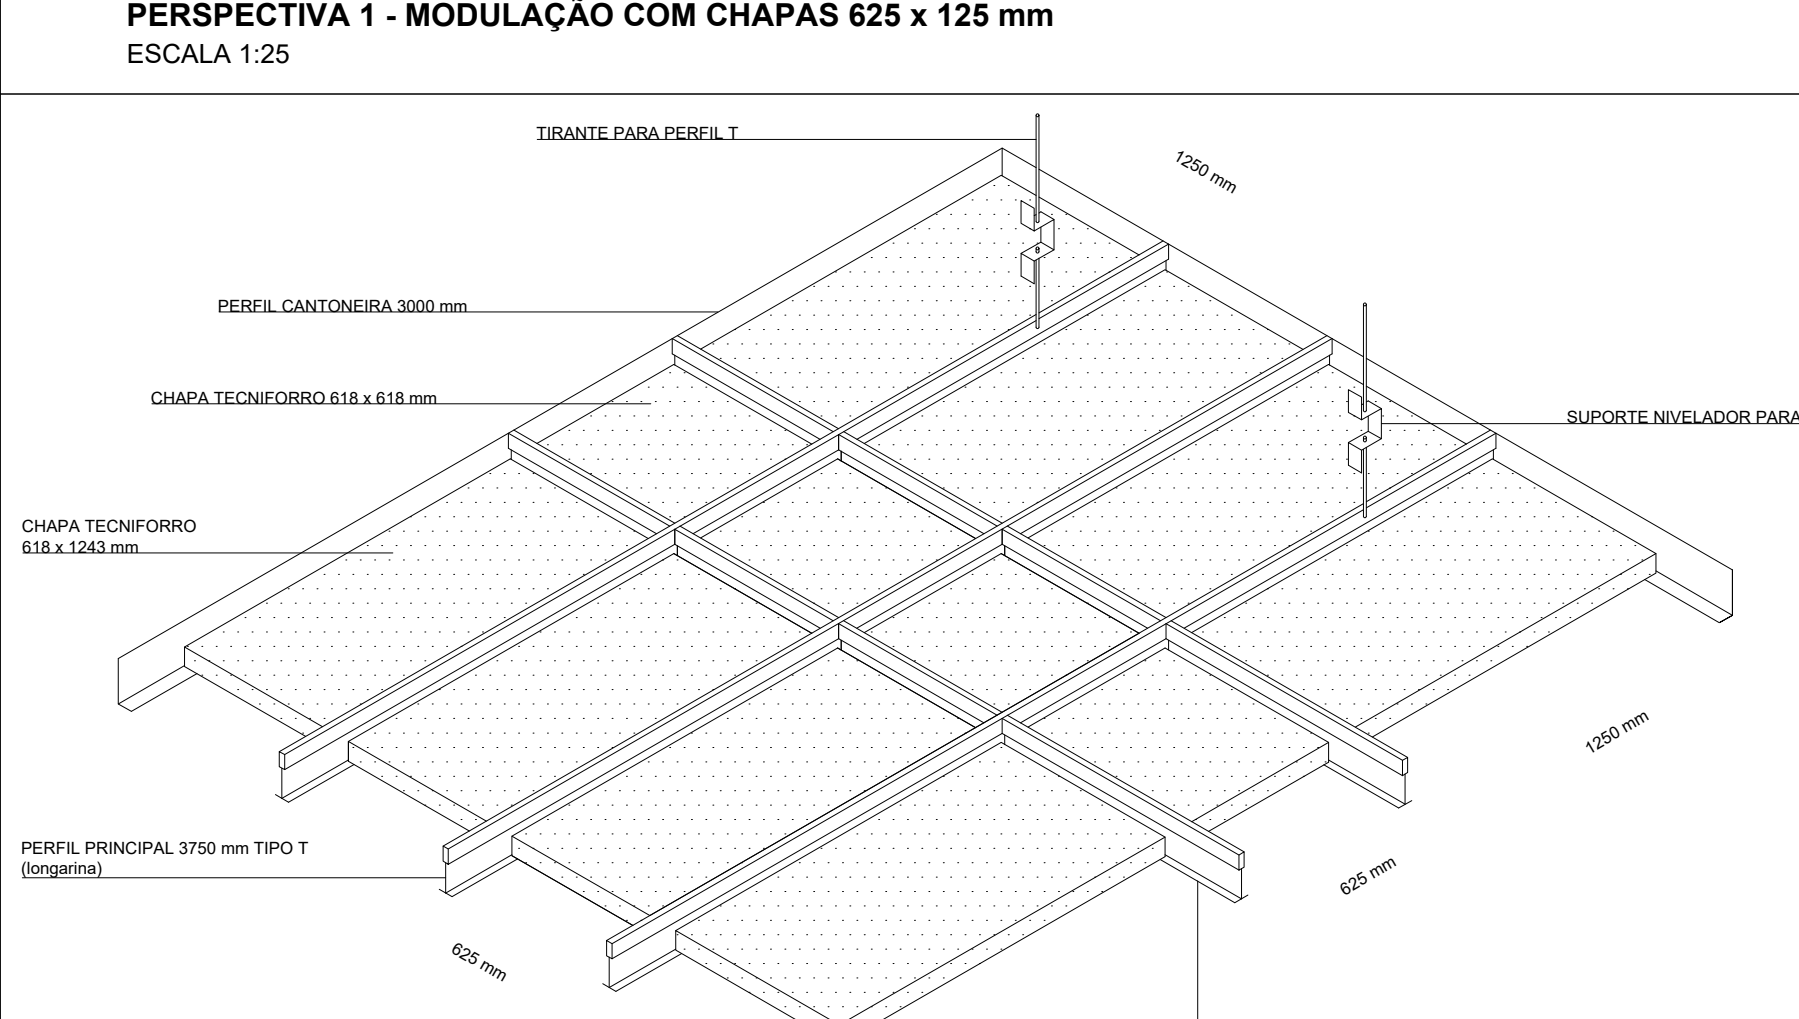 PERSPECTIVA 1 - MODULAÇÃO COM CHAPAS 625 x 125 mm
ESCALA 1:25
TIRANTE PARA PERFIL T
1250 mm
PERFIL CANTONEIRA 3000 mm
CHAPA TECNIFORRO 618 x 618 mm
SUPORTE NIVELADOR PARA
CHAPA TECNIFORRO
618 x 1243 mm
1250 mm
PERFIL PRINCIPAL 3750 mm TIPO T
(longarina)
625 mm
625 mm